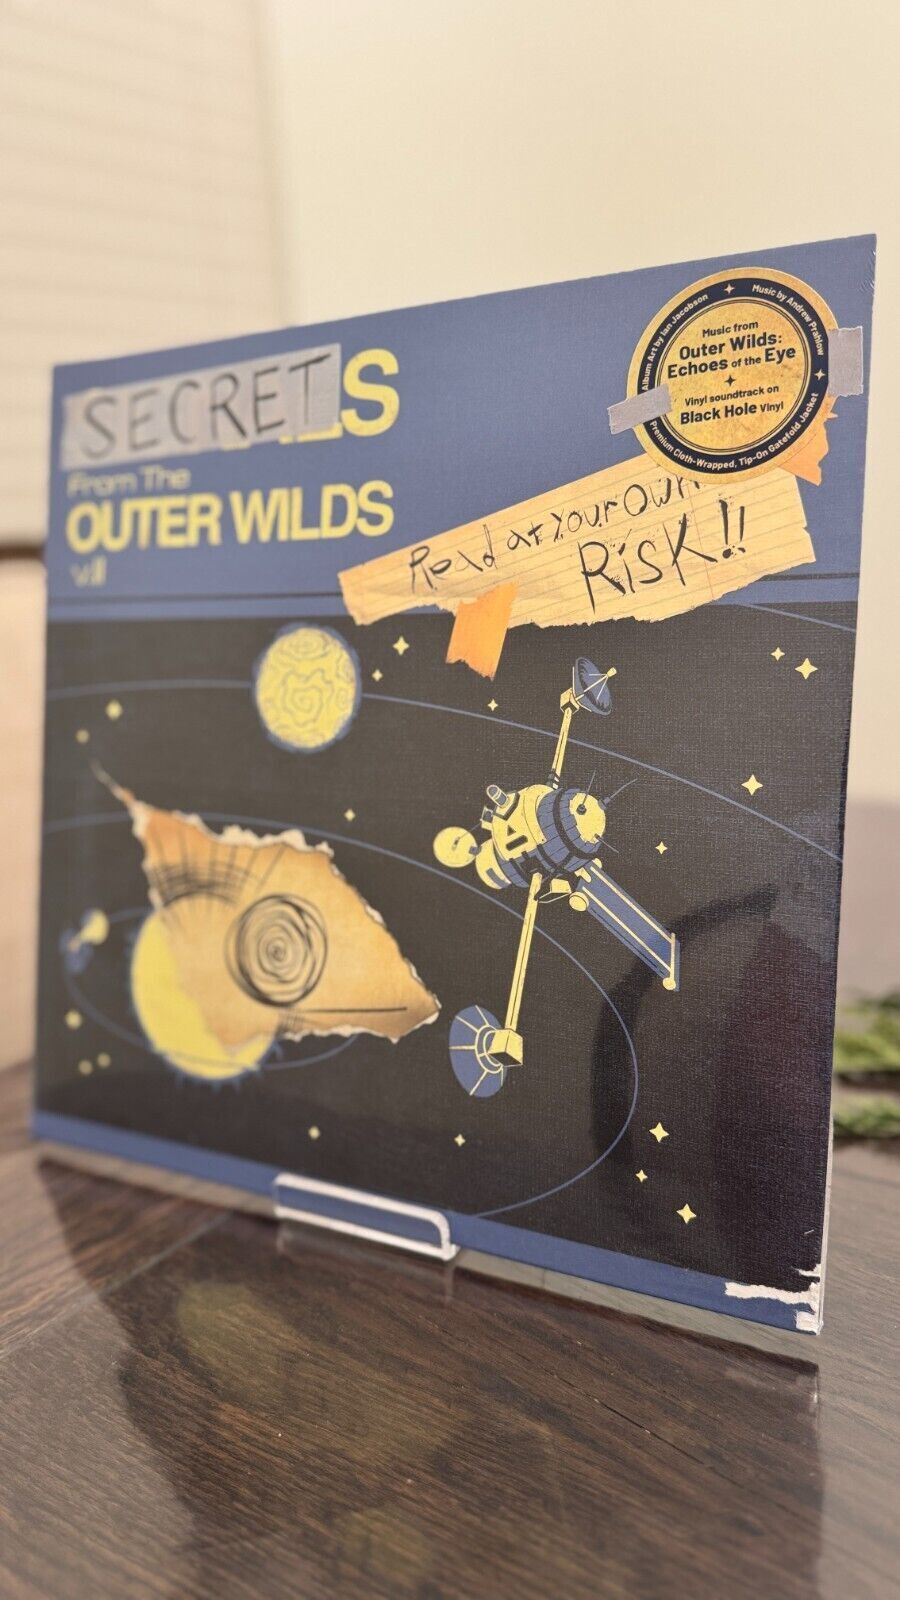 SECRETS
From The
OUTER WILDS
v.II
Read at Your Own
Risk!!
Album Art by Ian Jacobson ✦ Music by Andrew Prahlow ✦
Music from
Outer Wilds:
Echoes of the Eye
✦
Vinyl soundtrack on
Black Hole Vinyl
Premium Cloth-Wrapped, Tip-On Gatefold Jacket